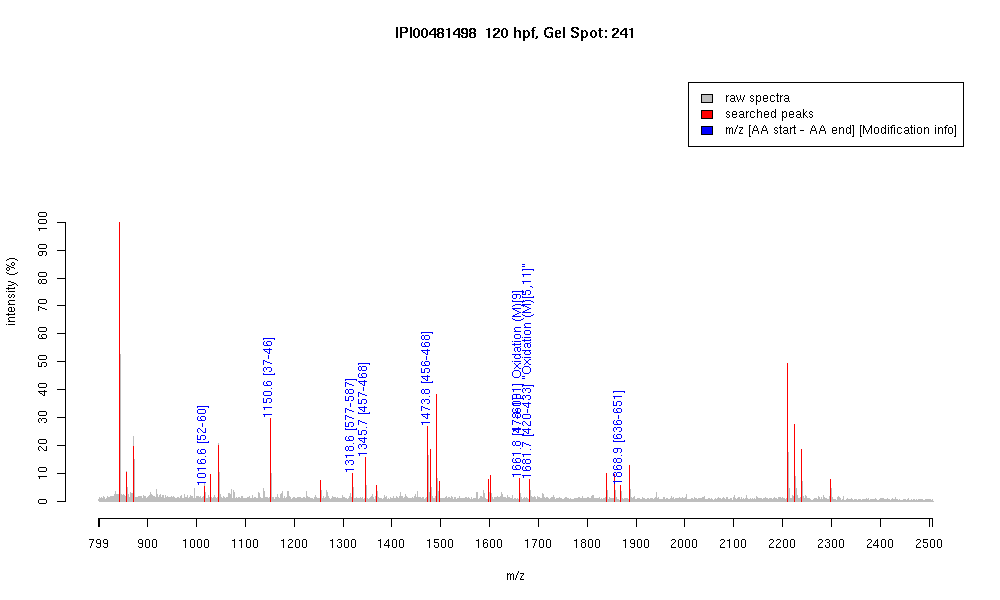 IPI00481498 120 hpf, Gel Spot: 241
raw spectra
searched peaks
m/z [AA start - AA end] [Modification info]
intensity (%)
100
90
80
70
60
50
40
30
20
10
0
1016.6 [52-60]
1150.6 [37-46]
1318.6 [577-587]
1345.7 [457-468]
1473.8 [456-468]
Oxidation (M)[9]
1681.7 [420-433] "Oxidation (M)[5,11]"
1868.9 [636-651]
799 900 1000 1100 1200 1300 1400 1500 1600 1700 1800 1900 2000 2100 2200 2300 2400 2500
m/z